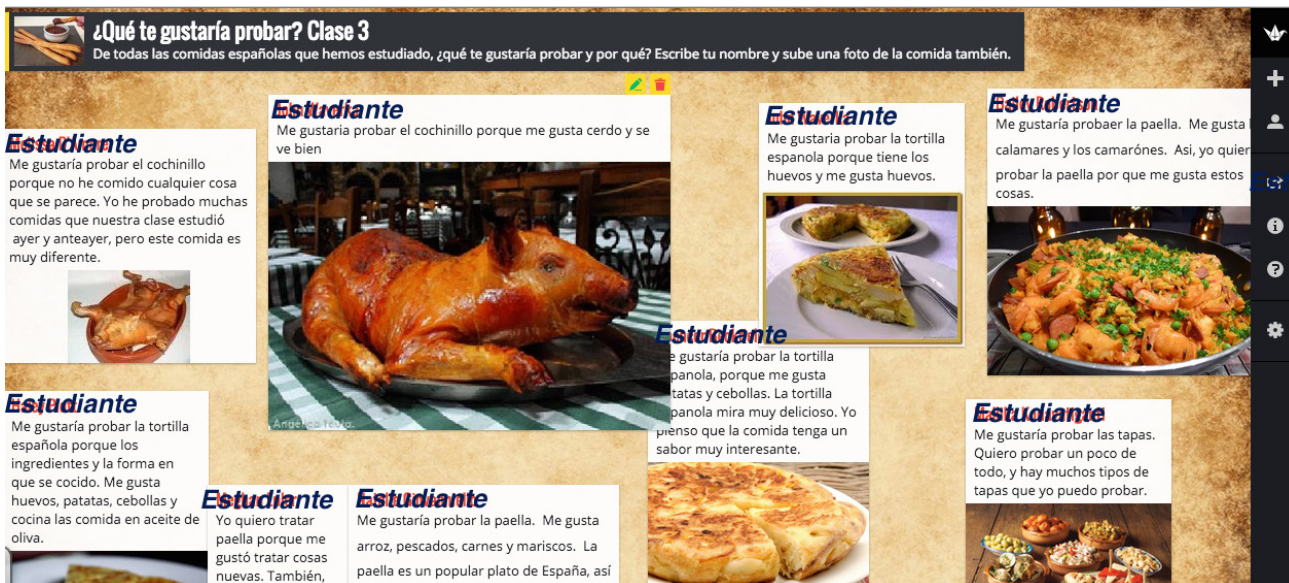 ¿Qué te gustaría probar? Clase 3
De todas las comidas españolas que hemos estudiado, ¿qué te gustaría probar y por qué? Escribe tu nombre y sube una foto de la comida también.
Estudiante
Me gustaría probar el cochinillo
porque no he comido cualquier cosa
que se parece. Yo he probado muchas
comidas que nuestra clase estudió
ayer y anteayer, pero este comida es
muy diferente.
Estudiante
Me gustaria probar el cochinillo porque me gusta cerdo y se
ve bien
Estudiante
Me gustaria probar la tortilla
espanola porque tiene los
huevos y me gusta huevos.
Estudiante
Me gustaría probaer la paella. Me gusta
calamares y los camarónes. Asi, yo quier
probar la paella por que me gusta estos
cosas.
Estudiante
e gustaría probar la tortilla
panola, porque me gusta
tatas y cebollas. La tortilla
panola mira muy delicioso. Yo
pienso que la comida tenga un
sabor muy interesante.
Estudiante
Me gustaría probar las tapas.
Quiero probar un poco de
todo, y hay muchos tipos de
tapas que yo puedo probar.
Estudiante
Me gustaría probar la tortilla
española porque los
ingredientes y la forma en
que se cocido. Me gusta
huevos, patatas, cebollas y
cocina las comida en aceite de
oliva.
Estudiante
Yo quiero tratar
paella porque me
gustó tratar cosas
nuevas. También,
Estudiante
Me gustaría probar la paella. Me gusta
arroz, pescados, carnes y mariscos. La
paella es un popular plato de España, así